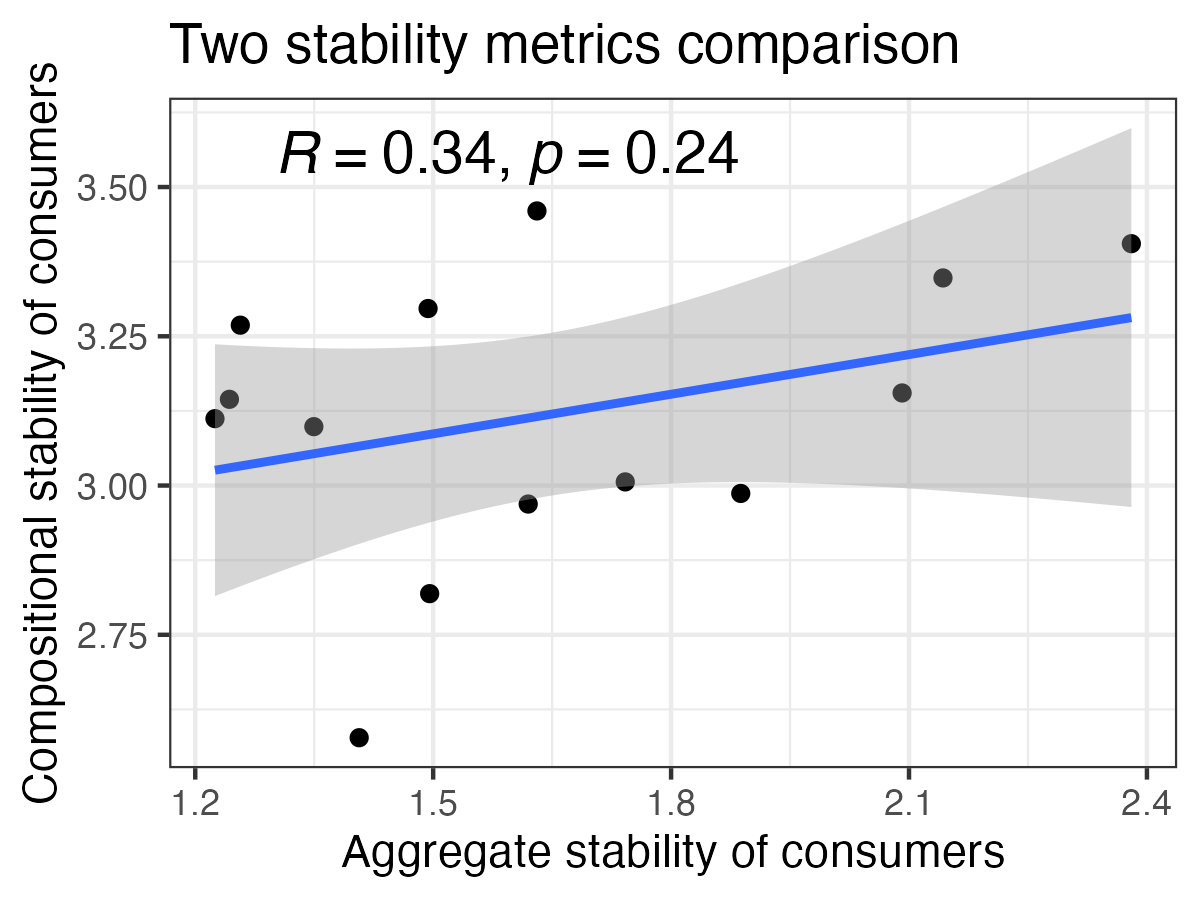 Two stability metrics comparison
R = 0.34, p = 0.24
Compositional stability of consumers
3.50
3.25
3.00
2.75
1.2
1.5
1.8
2.1
2.4
Aggregate stability of consumers